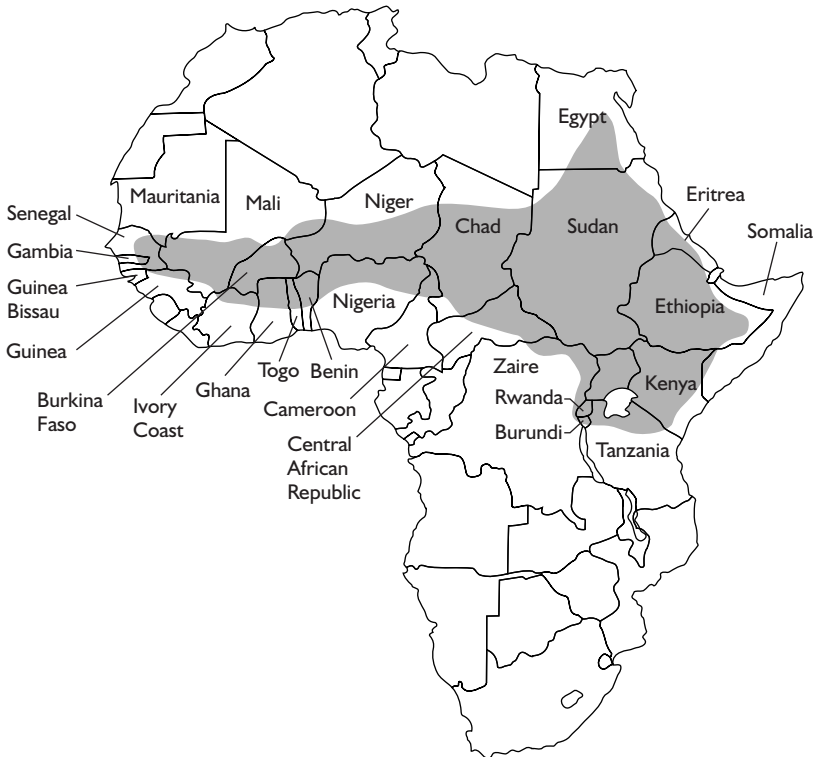 Egypt
Mauritania
Mali
Niger
Chad
Sudan
Eritrea
Somalia
Senegal
Gambia
Guinea
Bissau
Guinea
Burkina
Faso
Ivory
Coast
Ghana
Togo
Benin
Nigeria
Cameroon
Central
African
Republic
Ethiopia
Zaire
Kenya
Rwanda
Burundi
Tanzania